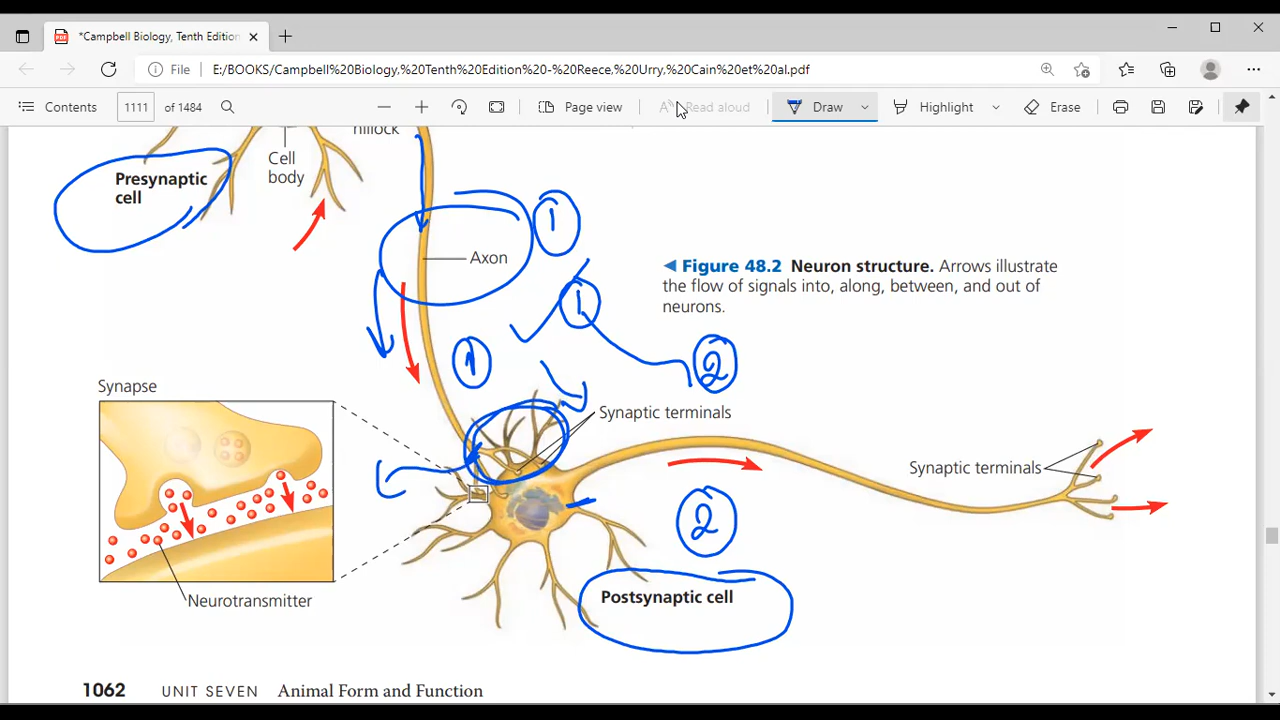 *Campbell Biology, Tenth Edition
File
E:/BOOKS/Campbell%20Biology,%20Tenth%20Edition%20-%20Reece,%20Urry,%20Cain%20et%20al.pdf
Contents
1111
of 1484
Page view
Read aloud
Draw
Highlight
Erase
hillock
Cell
body
Presynaptic
cell
1
Axon
Figure 48.2 Neuron structure. Arrows illustrate
the flow of signals into, along, between, and out of
neurons.
1
1
2
Synapse
Synaptic terminals
Synaptic terminals
2
Postsynaptic cell
Neurotransmitter
1062 UNIT SEVEN Animal Form and Function